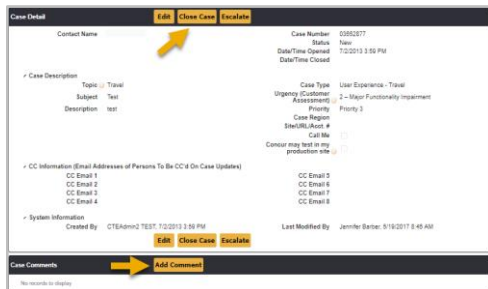 Case Detail Edit Close Case Escalate
Contact Name Case Number 03662877
Status New
Date/Time Opened 7/2/2013 3:59 PM
Date/Time Closed
Case Description
Topic Travel Case Type User Experience - Travel
Subject Test Urgency (Customer Assessment) 2 – Major Functionality Impairment
Description test Priority Priority 3
Case Region
Site/URL/Acct. #
Call Me
Concur may test in my production site
CC Information (Email Addresses of Persons To Be CC'd On Case Updates)
CC Email 1 CC Email 5
CC Email 2 CC Email 6
CC Email 3 CC Email 7
CC Email 4 CC Email 8
System Information
Created By CTEAdmin2 TEST, 7/2/2013 3:59 PM Last Modified By Jennifer Barber, 6/19/2017 8:46 AM
Edit Close Case Escalate
Case Comments Add Comment
No records to display